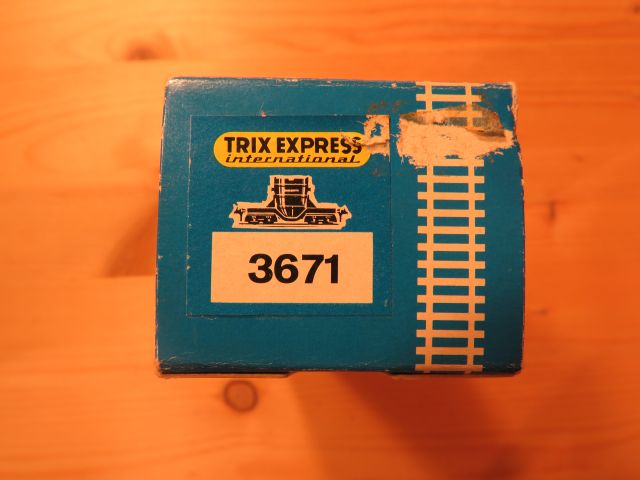 TRIX EXPRESS
international
3671